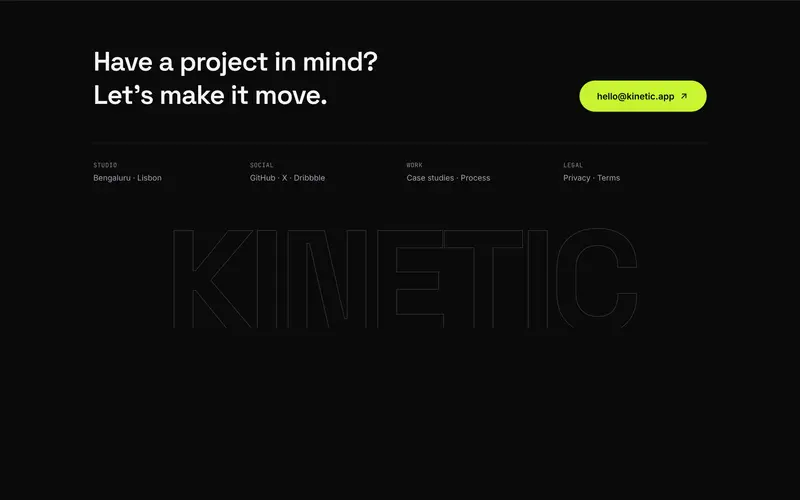 Have a project in mind?
Let’s make it move.
hello@kinetic.app ↗
STUDIO
Bengaluru · Lisbon
SOCIAL
GitHub · X · Dribbble
WORK
Case studies · Process
LEGAL
Privacy · Terms
KINETIC